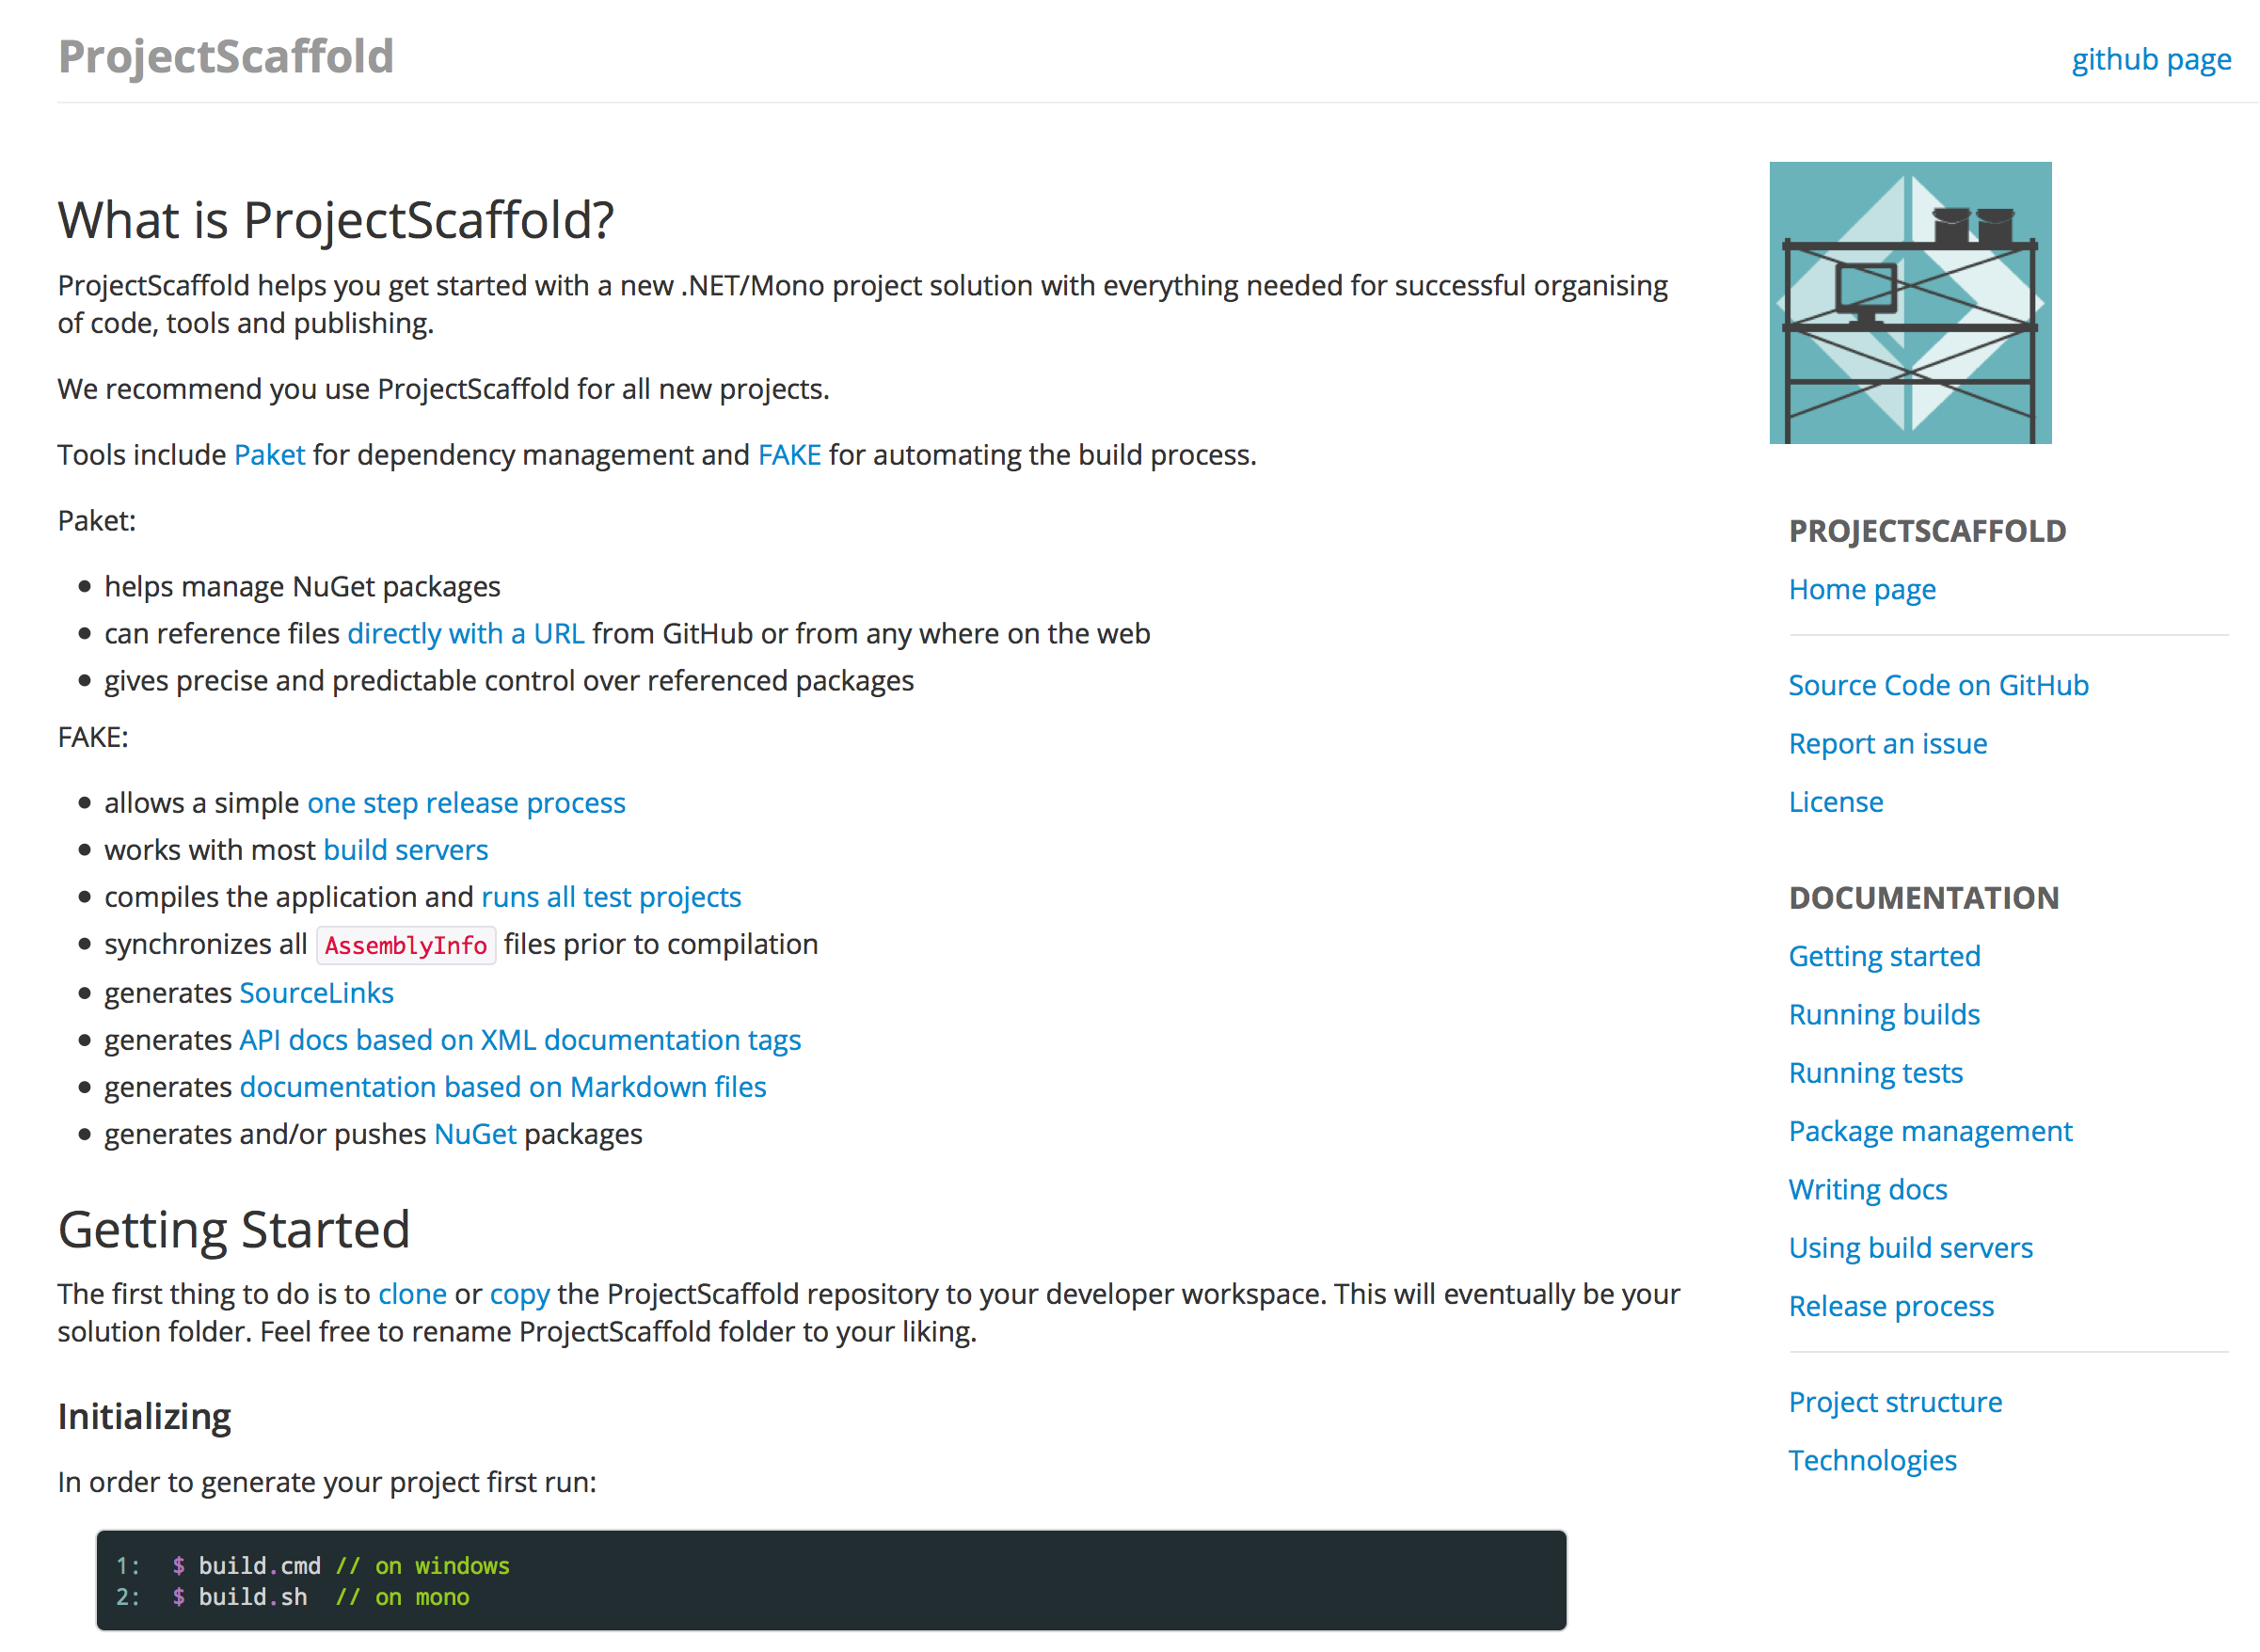 ProjectScaffold
github page
What is ProjectScaffold?
ProjectScaffold helps you get started with a new .NET/Mono project solution with everything needed for successful organising
of code, tools and publishing.
We recommend you use ProjectScaffold for all new projects.
Tools include Paket for dependency management and FAKE for automating the build process.
Paket:
helps manage NuGet packages
can reference files directly with a URL from GitHub or from any where on the web
gives precise and predictable control over referenced packages
FAKE:
allows a simple one step release process
works with most build servers
compiles the application and runs all test projects
synchronizes all AssemblyInfo files prior to compilation
generates SourceLinks
generates API docs based on XML documentation tags
generates documentation based on Markdown files
generates and/or pushes NuGet packages
Getting Started
The first thing to do is to clone or copy the ProjectScaffold repository to your developer workspace. This will eventually be your
solution folder. Feel free to rename ProjectScaffold folder to your liking.
Initializing
In order to generate your project first run:
1: $ build.cmd // on windows
2: $ build.sh // on mono
PROJECTSCAFFOLD
Home page
Source Code on GitHub
Report an issue
License
DOCUMENTATION
Getting started
Running builds
Running tests
Package management
Writing docs
Using build servers
Release process
Project structure
Technologies